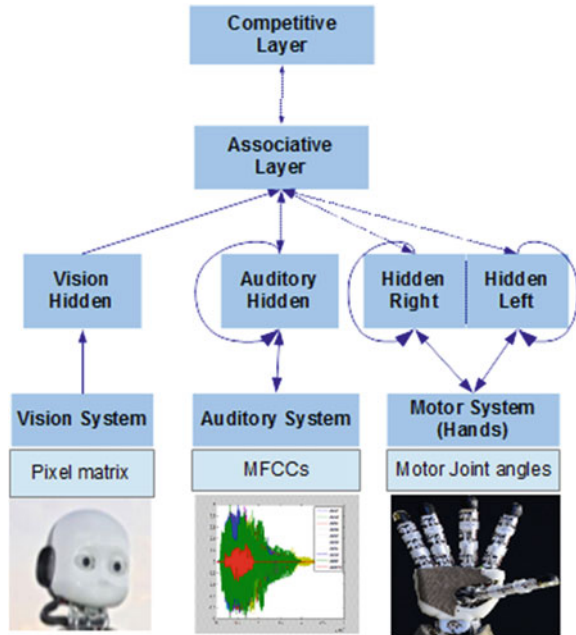 Competitive
Layer
Associative
Layer
Vision
Hidden
Auditory
Hidden
Hidden
Right
Hidden
Left
Vision System
Auditory System
Motor System
(Hands)
Pixel matrix
MFCCs
Motor Joint angles